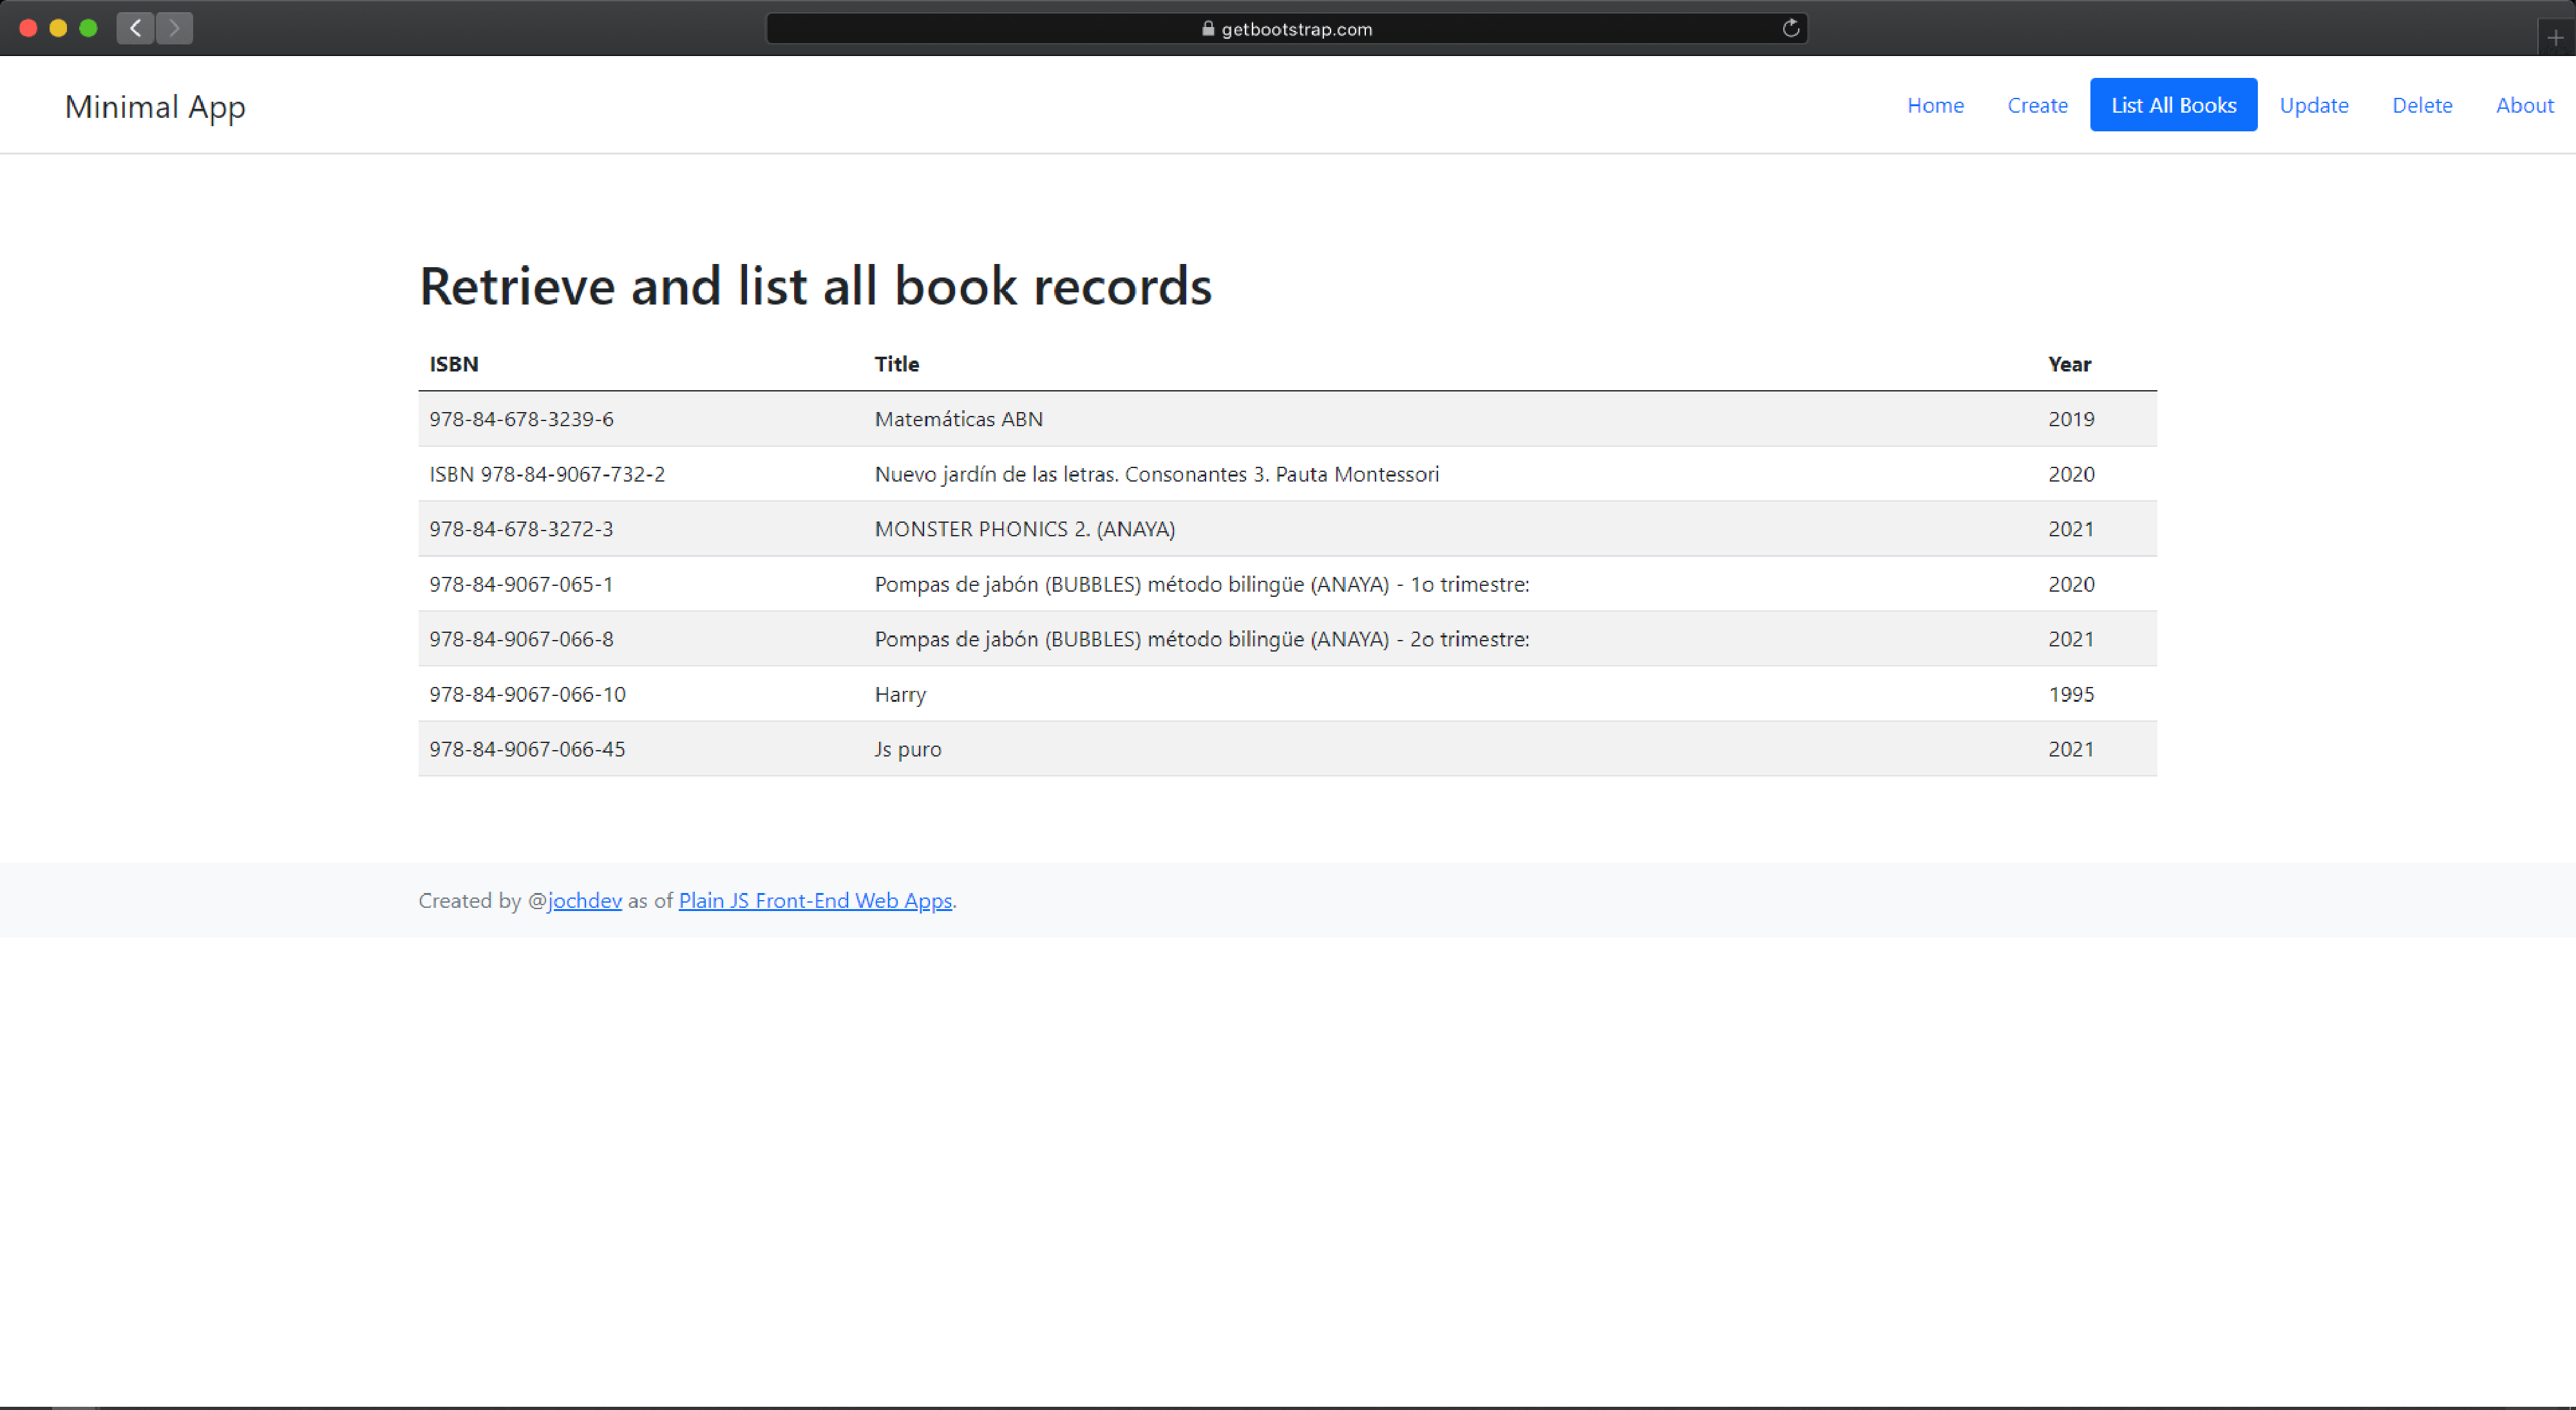 getbootstrap.com
Minimal App
Home Create List All Books Update Delete About
Retrieve and list all book records
ISBN Title Year
978-84-678-3239-6 Matemáticas ABN 2019
ISBN 978-84-9067-732-2 Nuevo jardín de las letras. Consonantes 3. Pauta Montessori 2020
978-84-678-3272-3 MONSTER PHONICS 2. (ANAYA) 2021
978-84-9067-065-1 Pompas de jabón (BUBBLES) método bilingüe (ANAYA) - 1o trimestre: 2020
978-84-9067-066-8 Pompas de jabón (BUBBLES) método bilingüe (ANAYA) - 2o trimestre: 2021
978-84-9067-066-10 Harry 1995
978-84-9067-066-45 Js puro 2021
Created by @jochdev as of Plain JS Front-End Web Apps.